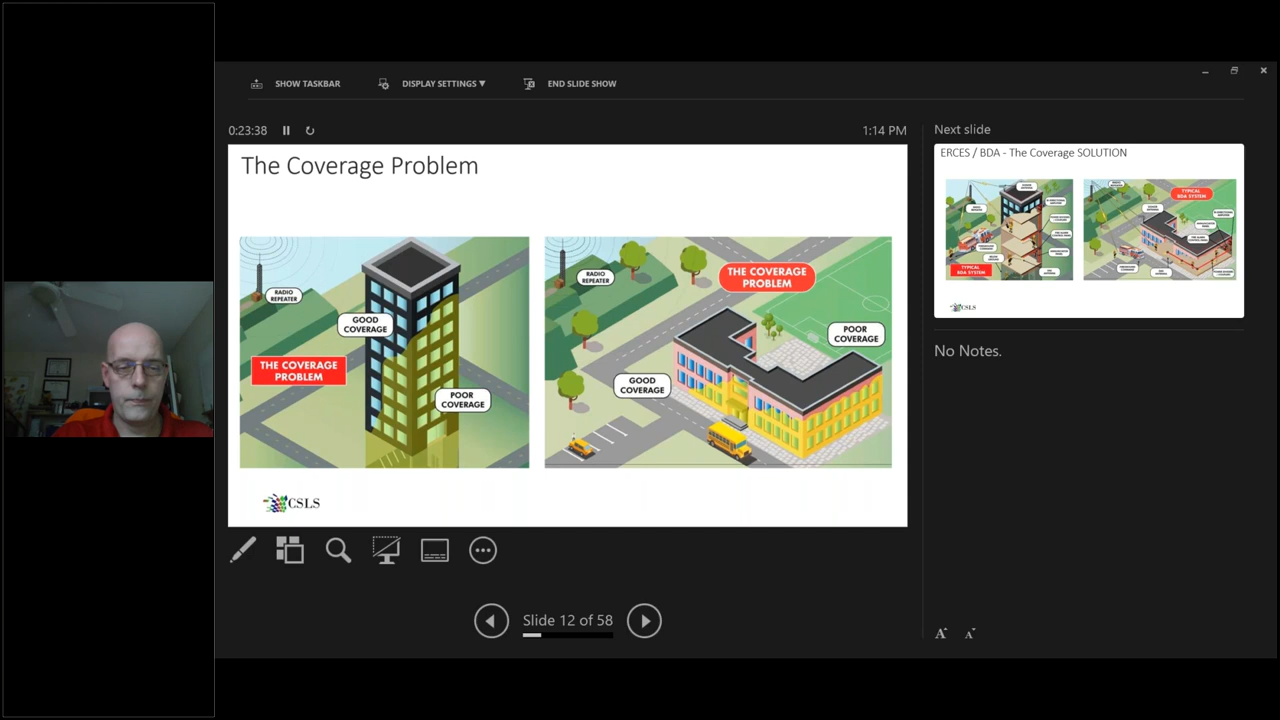 SHOW TASKBAR
DISPLAY SETTINGS ▼
END SLIDE SHOW
0:23:38
1:14 PM
The Coverage Problem
RADIO
REPEATER
GOOD
COVERAGE
THE COVERAGE
PROBLEM
POOR
COVERAGE
RADIO
REPEATER
THE COVERAGE
PROBLEM
POOR
COVERAGE
GOOD
COVERAGE
CSLS
Slide 12 of 58
Next slide
ERCES / BDA - The Coverage SOLUTION
TYPICAL
BDA SYSTEM
TYPICAL
BDA SYSTEM
CSLS
No Notes.
A
A